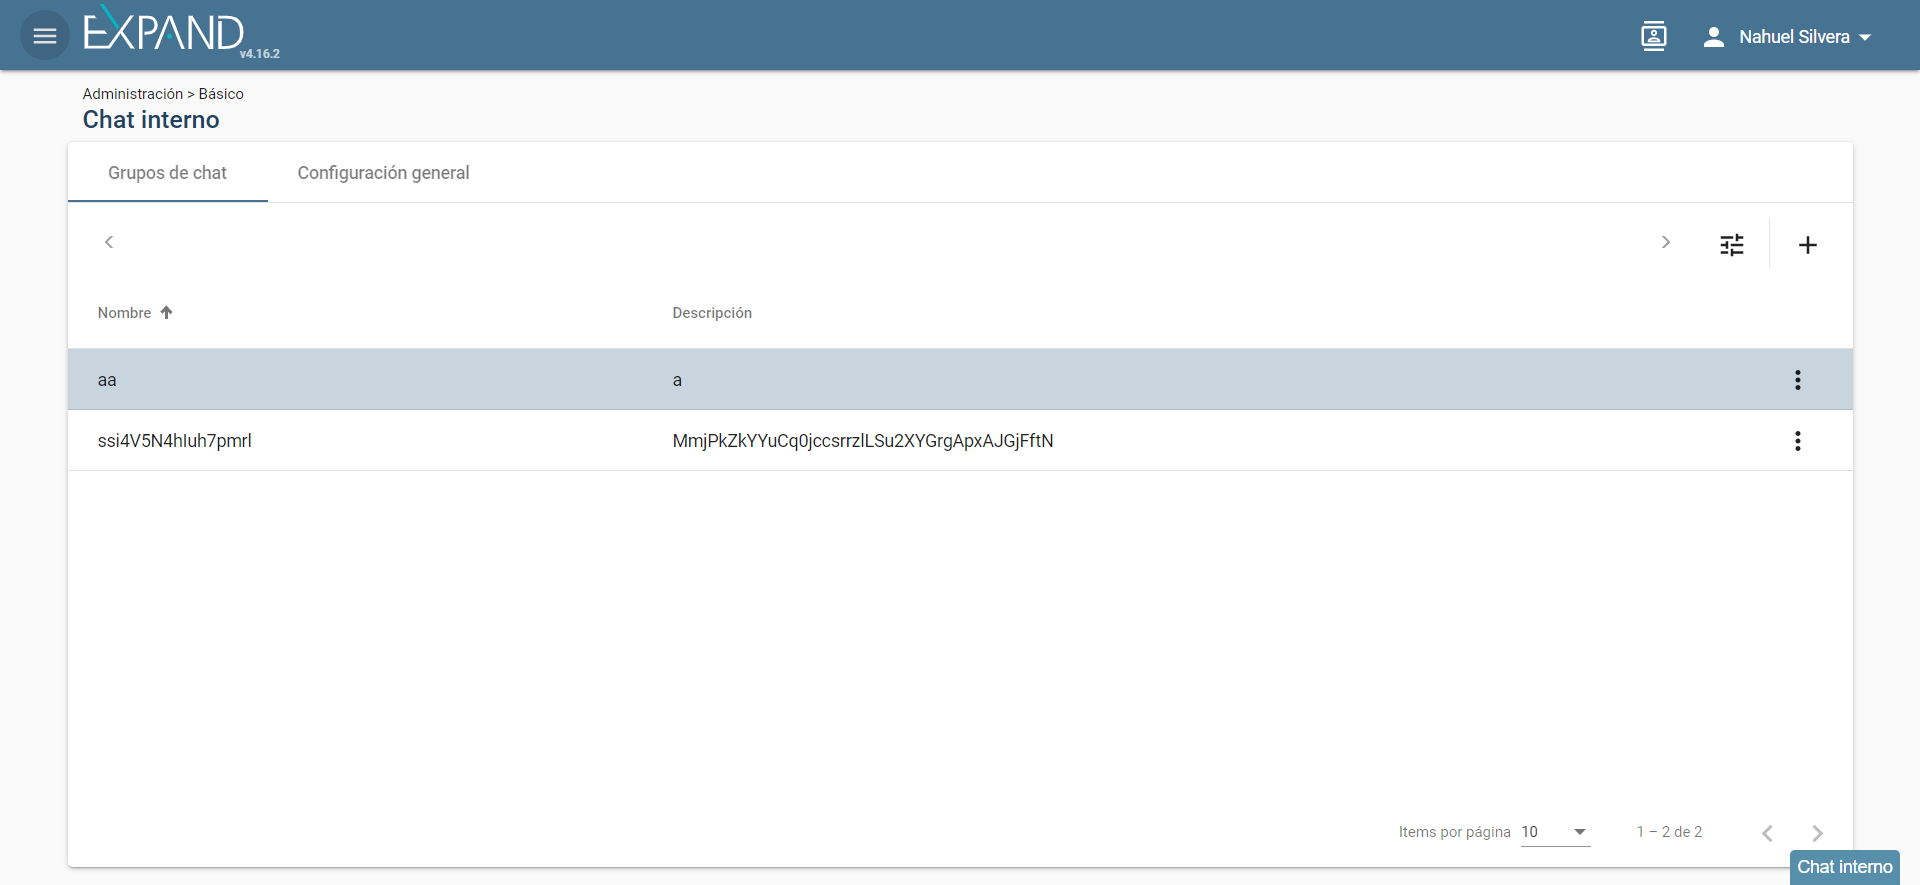 EXPAND
v4.16.2
Nahuel Silvera
Administración > Básico
Chat interno
Grupos de chat
Configuración general
Nombre
Descripción
aa
a
ssi4V5N4hIuh7pmrl
MmjPkZkYYuCq0jccsrrzlLSu2XYGrgApxAJGjFftN
Items por página
10
1 – 2 de 2
Chat interno